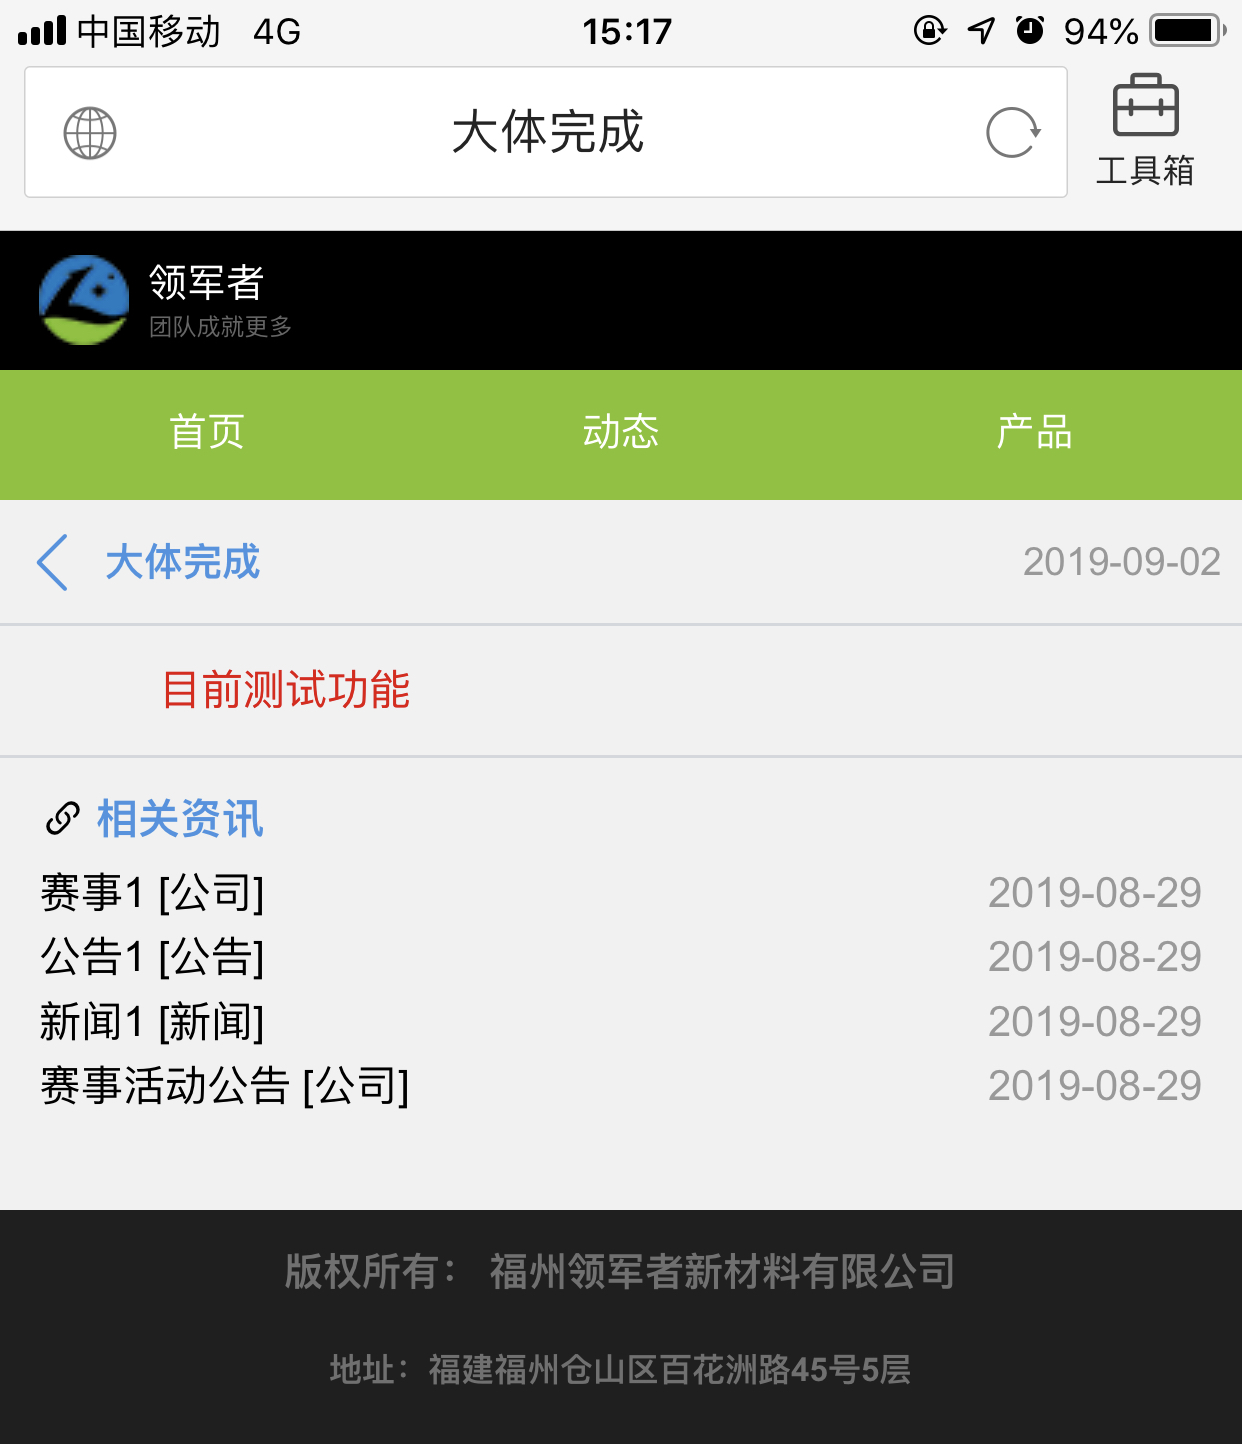 中国移动 4G 15:17 94%
大体完成
工具箱
领军者
团队成就更多
首页 动态 产品
大体完成 2019-09-02
目前测试功能
相关资讯
赛事1 [公司] 2019-08-29
公告1 [公告] 2019-08-29
新闻1 [新闻] 2019-08-29
赛事活动公告 [公司] 2019-08-29
版权所有： 福州领军者新材料有限公司
地址：福建福州仓山区百花洲路45号5层